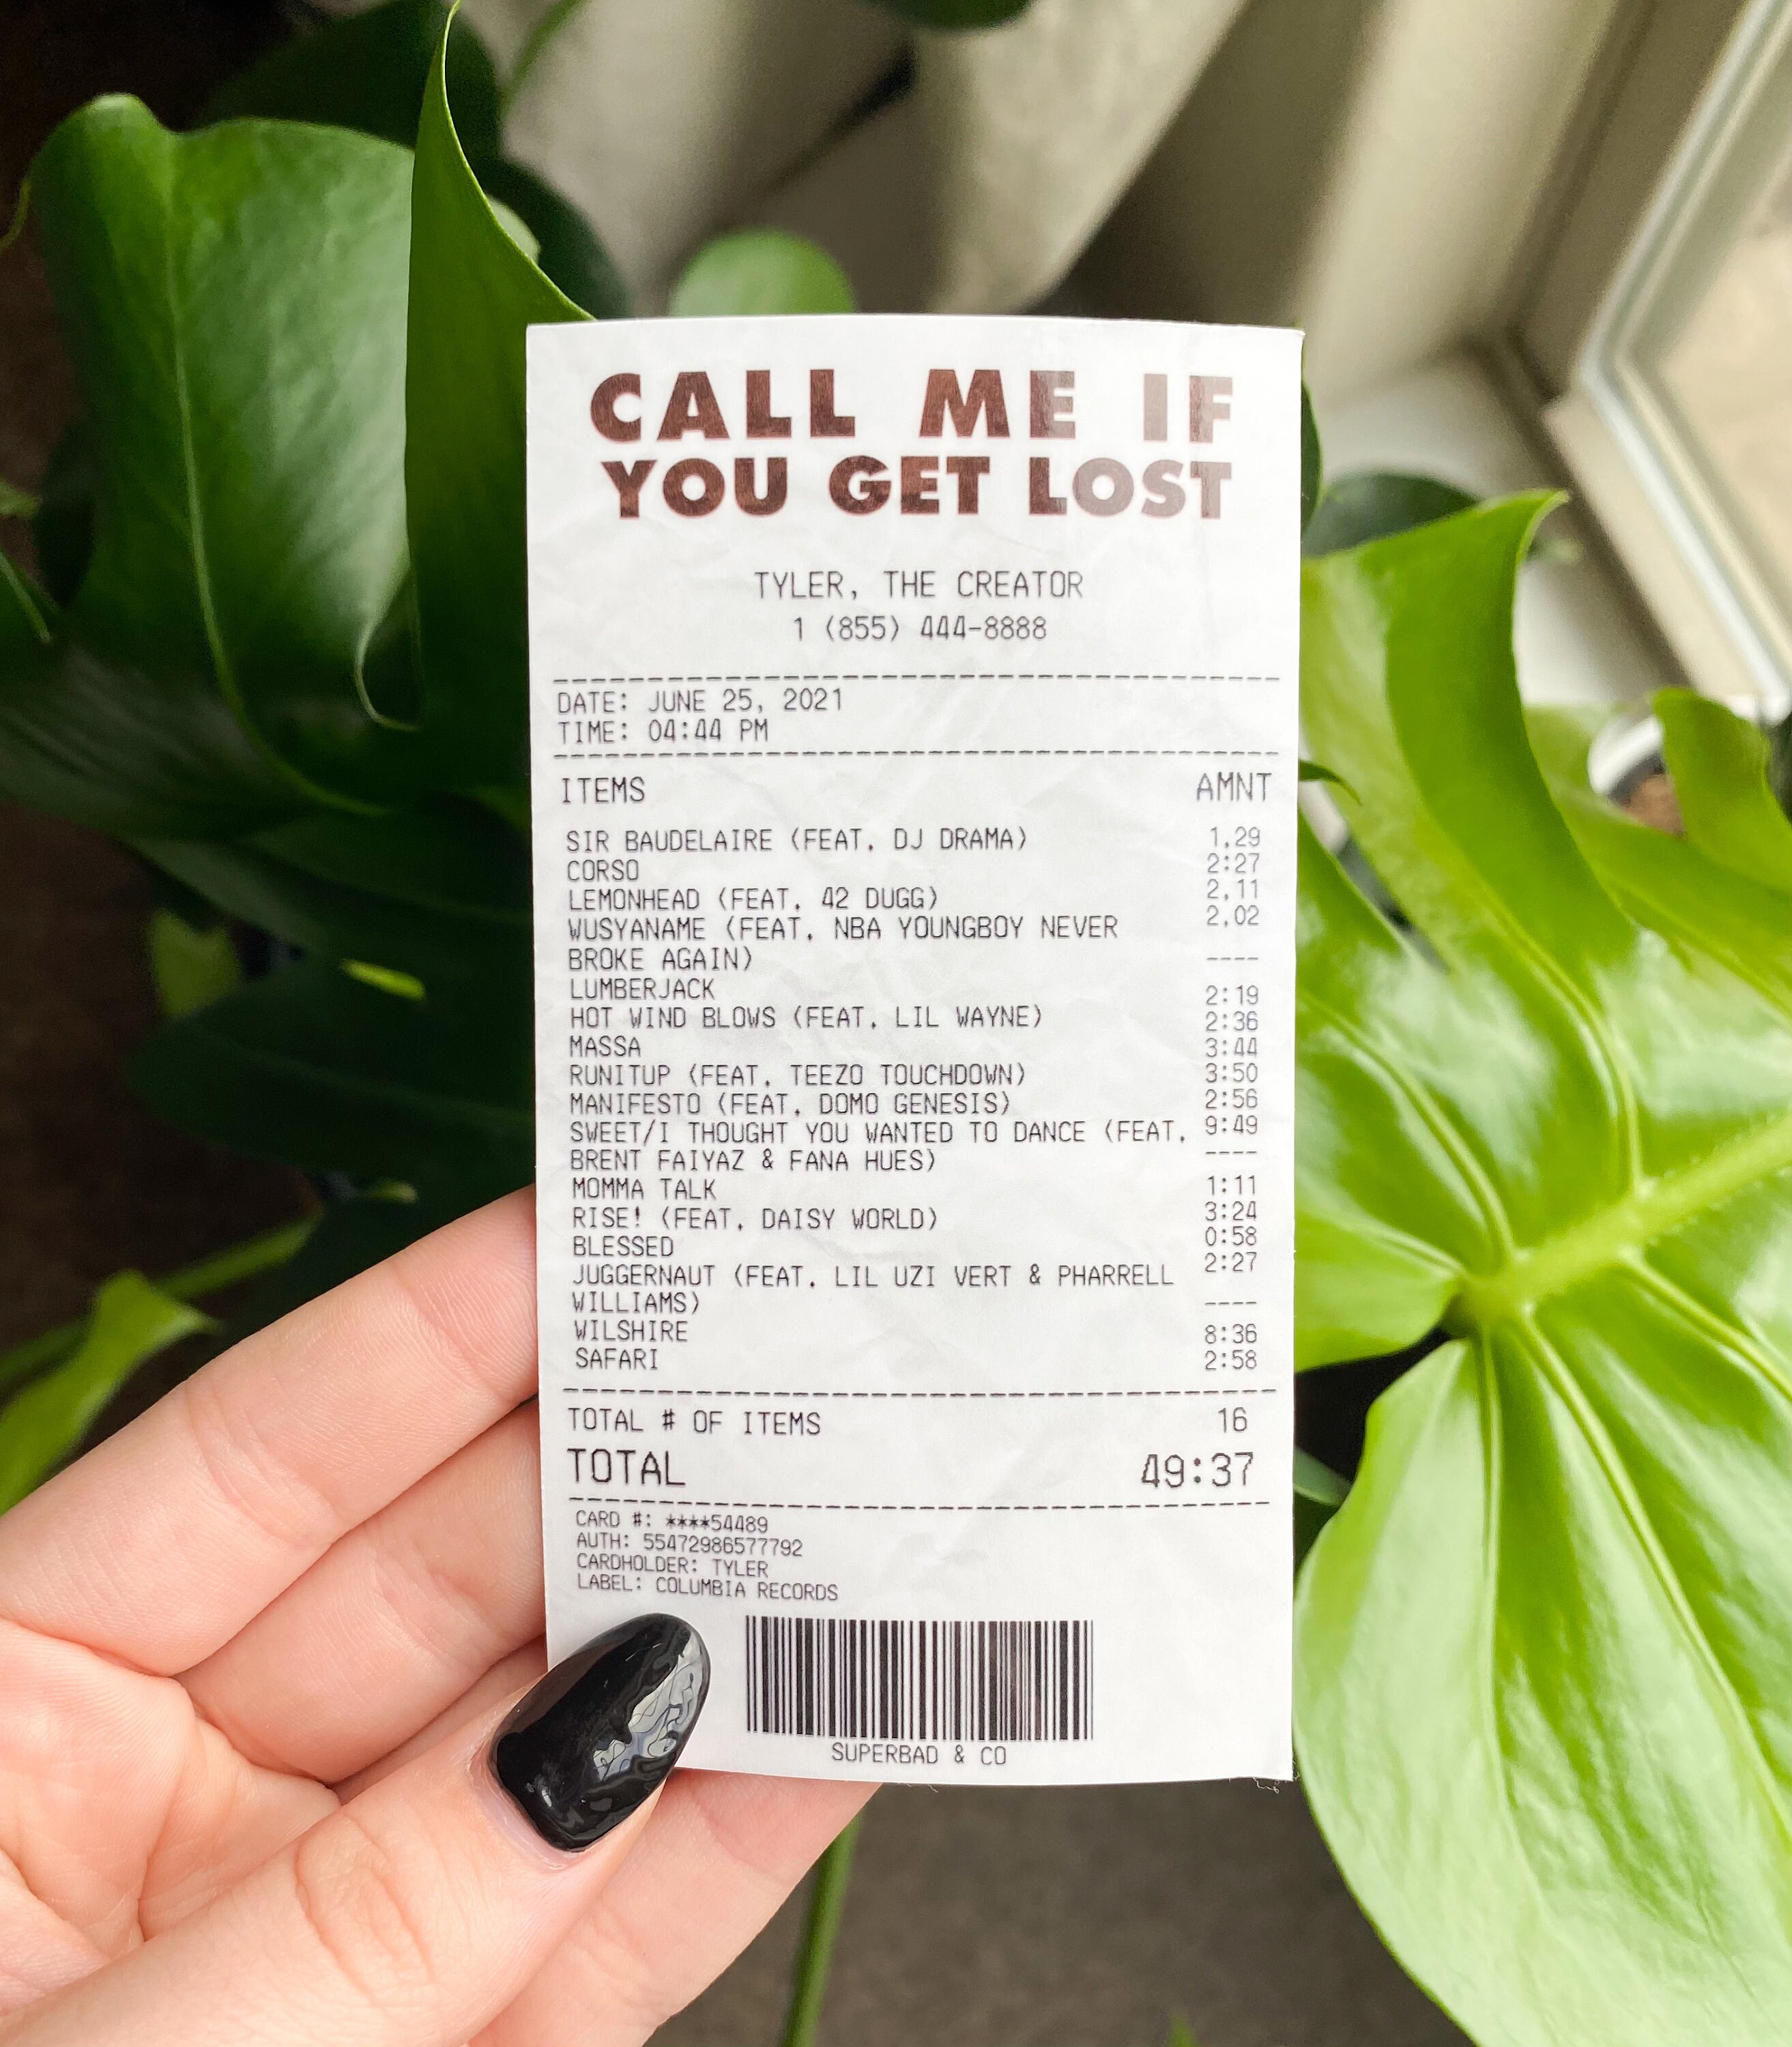 CALL ME IF
YOU GET LOST
TYLER, THE CREATOR
1 (855) 444-8888
DATE: JUNE 25, 2021
TIME: 04:44 PM
ITEMS AMNT
SIR BAUDELAIRE (FEAT. DJ DRAMA) 1.29
CORSO 2:27
LEMONHEAD (FEAT. 42 DUGG) 2.11
WUSYANAME (FEAT. NBA YOUNGBOY NEVER 2.02
BROKE AGAIN) ----
LUMBERJACK 2:19
HOT WIND BLOWS (FEAT. LIL WAYNE) 2:36
MASSA 3:44
RUNITUP (FEAT. TEEZO TOUCHDOWN) 3:50
MANIFESTO (FEAT. DOMO GENESIS) 2:56
SWEET/I THOUGHT YOU WANTED TO DANCE (FEAT. 9:49
BRENT FAIYAZ & FANA HUES) ----
MOMMA TALK 1:11
RISE! (FEAT. DAISY WORLD) 3:24
BLESSED 0:58
JUGGERNAUT (FEAT. LIL UZI VERT & PHARRELL 2:27
WILLIAMS) ----
WILSHIRE 8:36
SAFARI 2:58
TOTAL # OF ITEMS 16
TOTAL 49:37
CARD #: ****54489
AUTH: 55472986577792
CARDHOLDER: TYLER
LABEL: COLUMBIA RECORDS
SUPERBAD & CO